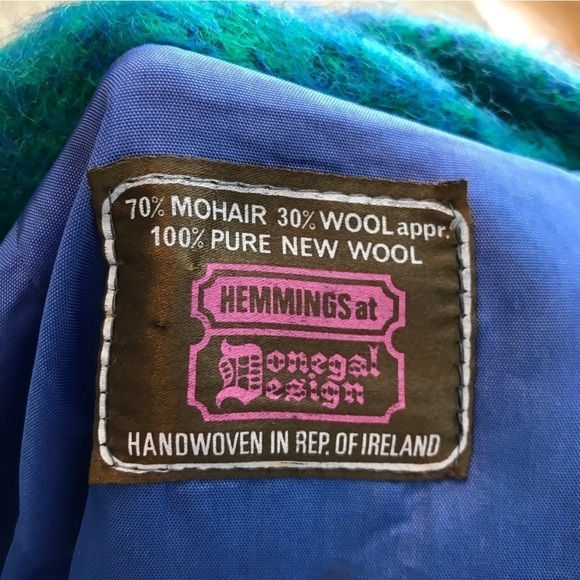 70% MOHAIR 30% WOOL appr.
100% PURE NEW WOOL
HEMMINGS at
Donegal
Design
HANDWOVEN IN REP. OF IRELAND